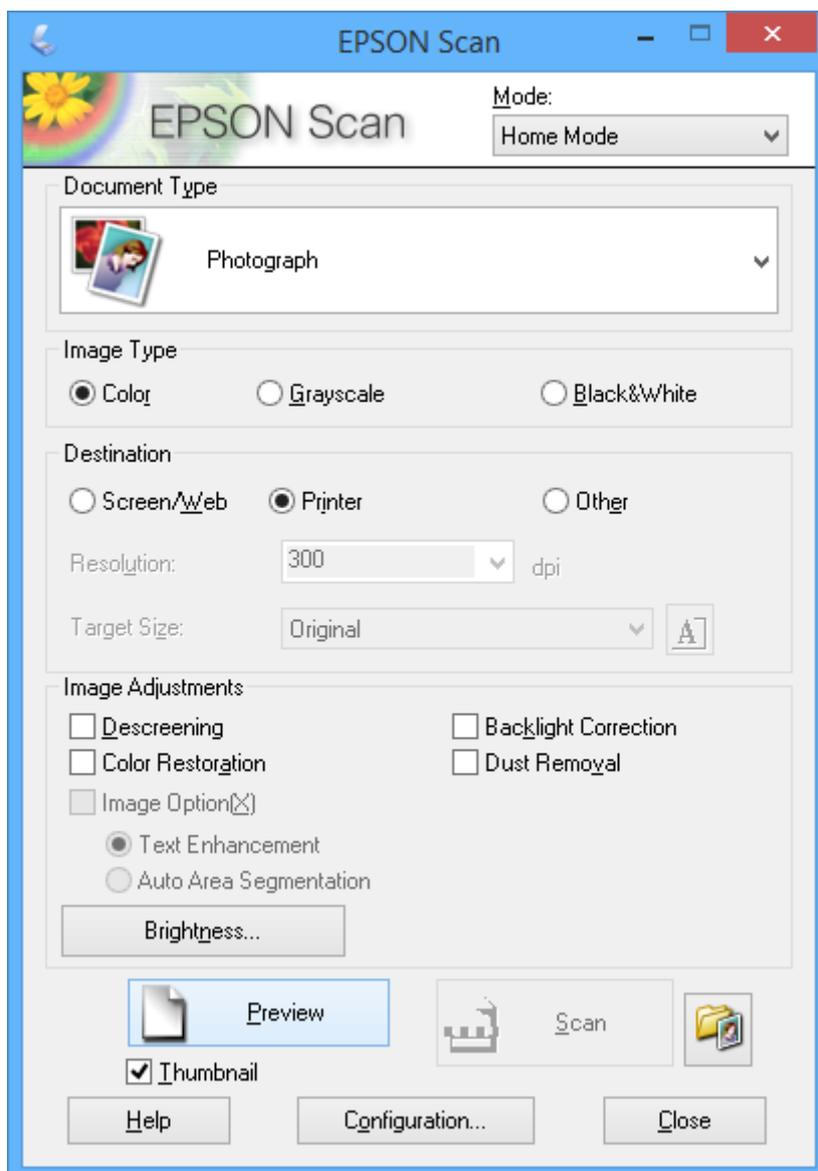 EPSON Scan
EPSON Scan
Mode:
Home Mode
Document Type
Photograph
Image Type
Color Grayscale Black&White
Destination
Screen/Web Printer Other
Resolution: 300 dpi
Target Size: Original A
Image Adjustments
Descreening Backlight Correction
Color Restoration Dust Removal
Image Option(X)
Text Enhancement
Auto Area Segmentation
Brightness...
Preview Scan
Thumbnail
Help Configuration... Close